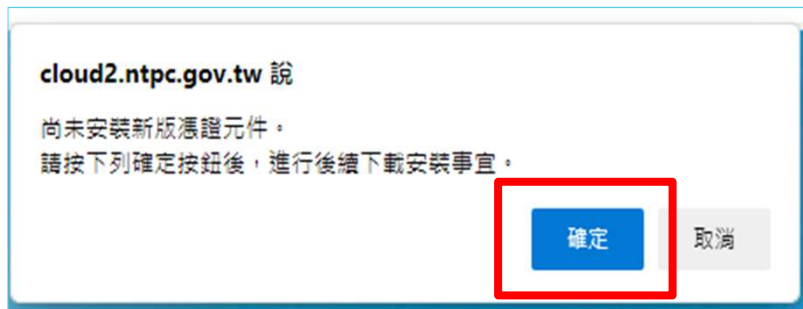 cloud2.ntpc.gov.tw 說
尚未安裝新版憑證元件。
請按下列確定按鈕後，進行後續下載安裝事宜。
確定
取消